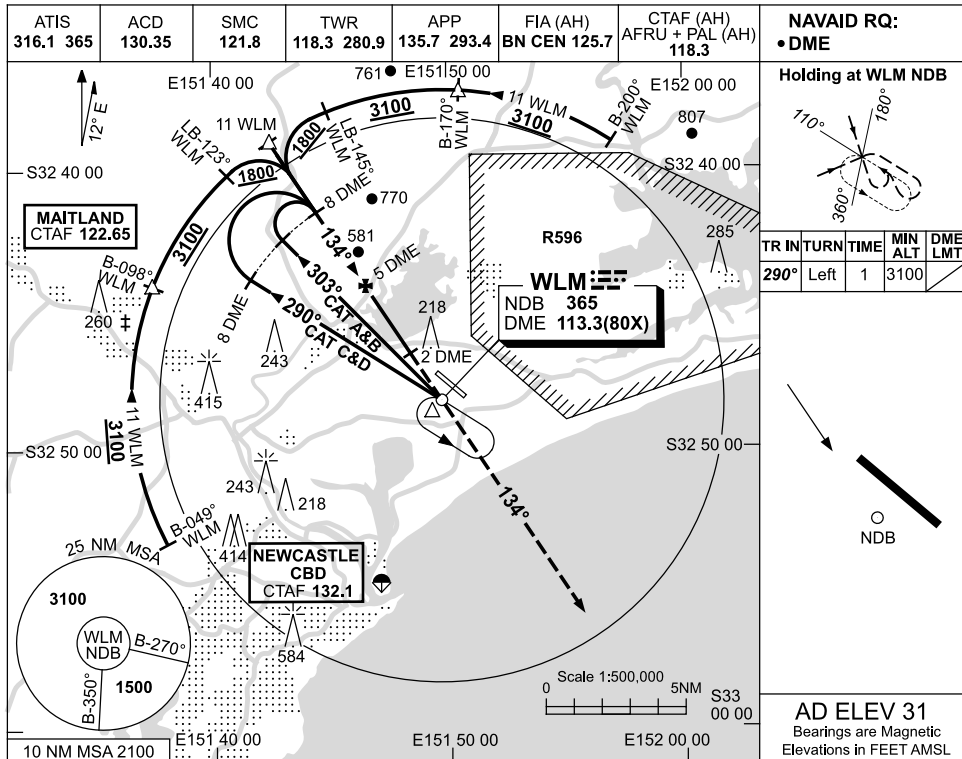 ATIS
316.1 365
ACD
130.35
SMC
121.8
TWR
118.3 280.9
APP
135.7 293.4
FIA (AH)
BN CEN 125.7
CTAF (AH)
AFRU + PAL (AH)
118.3
NAVAID RQ:
• DME
E151 40 00
761
E151 50 00
E152 00 00
12° E
11 WLM
3100
B-170°
WLM
11 WLM
3100
B-200°
WLM
807
LB-123°
WLM
1800
LB-145°
WLM
S32 40 00
1800
8 DME
770
S32 40 00
MAITLAND
CTAF 122.65
3100
134°
581
5 DME
R596
285
B-098°
WLM
260
303°
CAT A&B
290°
CAT C&D
8 DME
243
218
2 DME
WLM
NDB 365
DME 113.3(80X)
415
11 WLM
3100
S32 50 00
S32 50 00
243
218
134°
B-049°
WLM
414
NEWCASTLE
CBD
CTAF 132.1
584
25 NM MSA
3100
WLM
NDB
B-270°
B-350°
1500
10 NM MSA 2100
Scale 1:500,000
0 5NM
S33
00 00
E151 40 00
E151 50 00
E152 00 00
Holding at WLM NDB
180°
110°
360°
TR IN TURN TIME MIN ALT DME LMT
290° Left 1 3100
NDB
AD ELEV 31
Bearings are Magnetic
Elevations in FEET AMSL